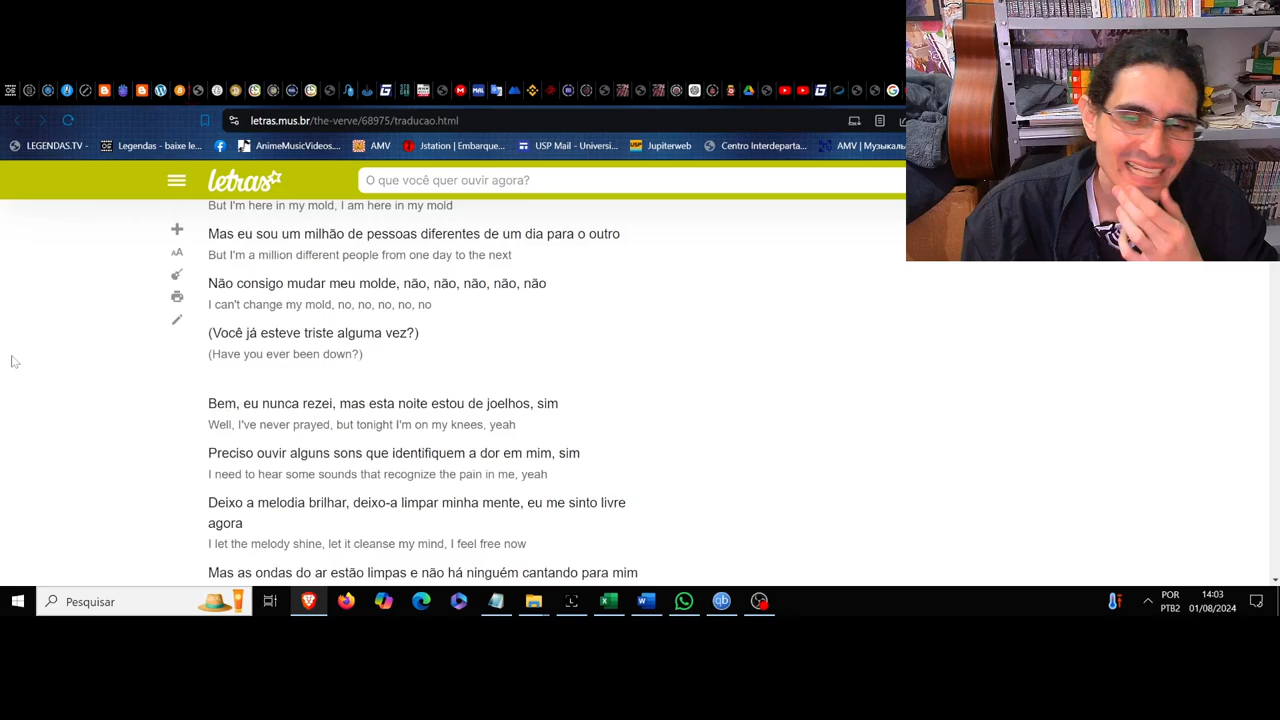 letras.mus.br/the-verve/68975/traducao.html
LEGENDAS.TV -
Legendas - baixe le...
AnimeMusicVideos....
AMV
Jstation | Embarque...
USP
USP Mail - Universi...
Jupiterweb
Centro Interdeparta...
AMV | Музыкаль
letras
O que você quer ouvir agora?
But I'm here in my mold, I am here in my mold
Mas eu sou um milhão de pessoas diferentes de um dia para o outro
But I'm a million different people from one day to the next
AA
Não consigo mudar meu molde, não, não, não, não, não
I can't change my mold, no, no, no, no, no
(Você já esteve triste alguma vez?)
(Have you ever been down?)
Bem, eu nunca rezei, mas esta noite estou de joelhos, sim
Well, I've never prayed, but tonight I'm on my knees, yeah
Preciso ouvir alguns sons que identifiquem a dor em mim, sim
I need to hear some sounds that recognize the pain in me, yeah
Deixo a melodia brilhar, deixo-a limpar minha mente, eu me sinto livre
agora
I let the melody shine, let it cleanse my mind, I feel free now
Mas as ondas do ar estão limpas e não há ninguém cantando para mim
Pesquisar
POR
PTB2
14:03
01/08/2024